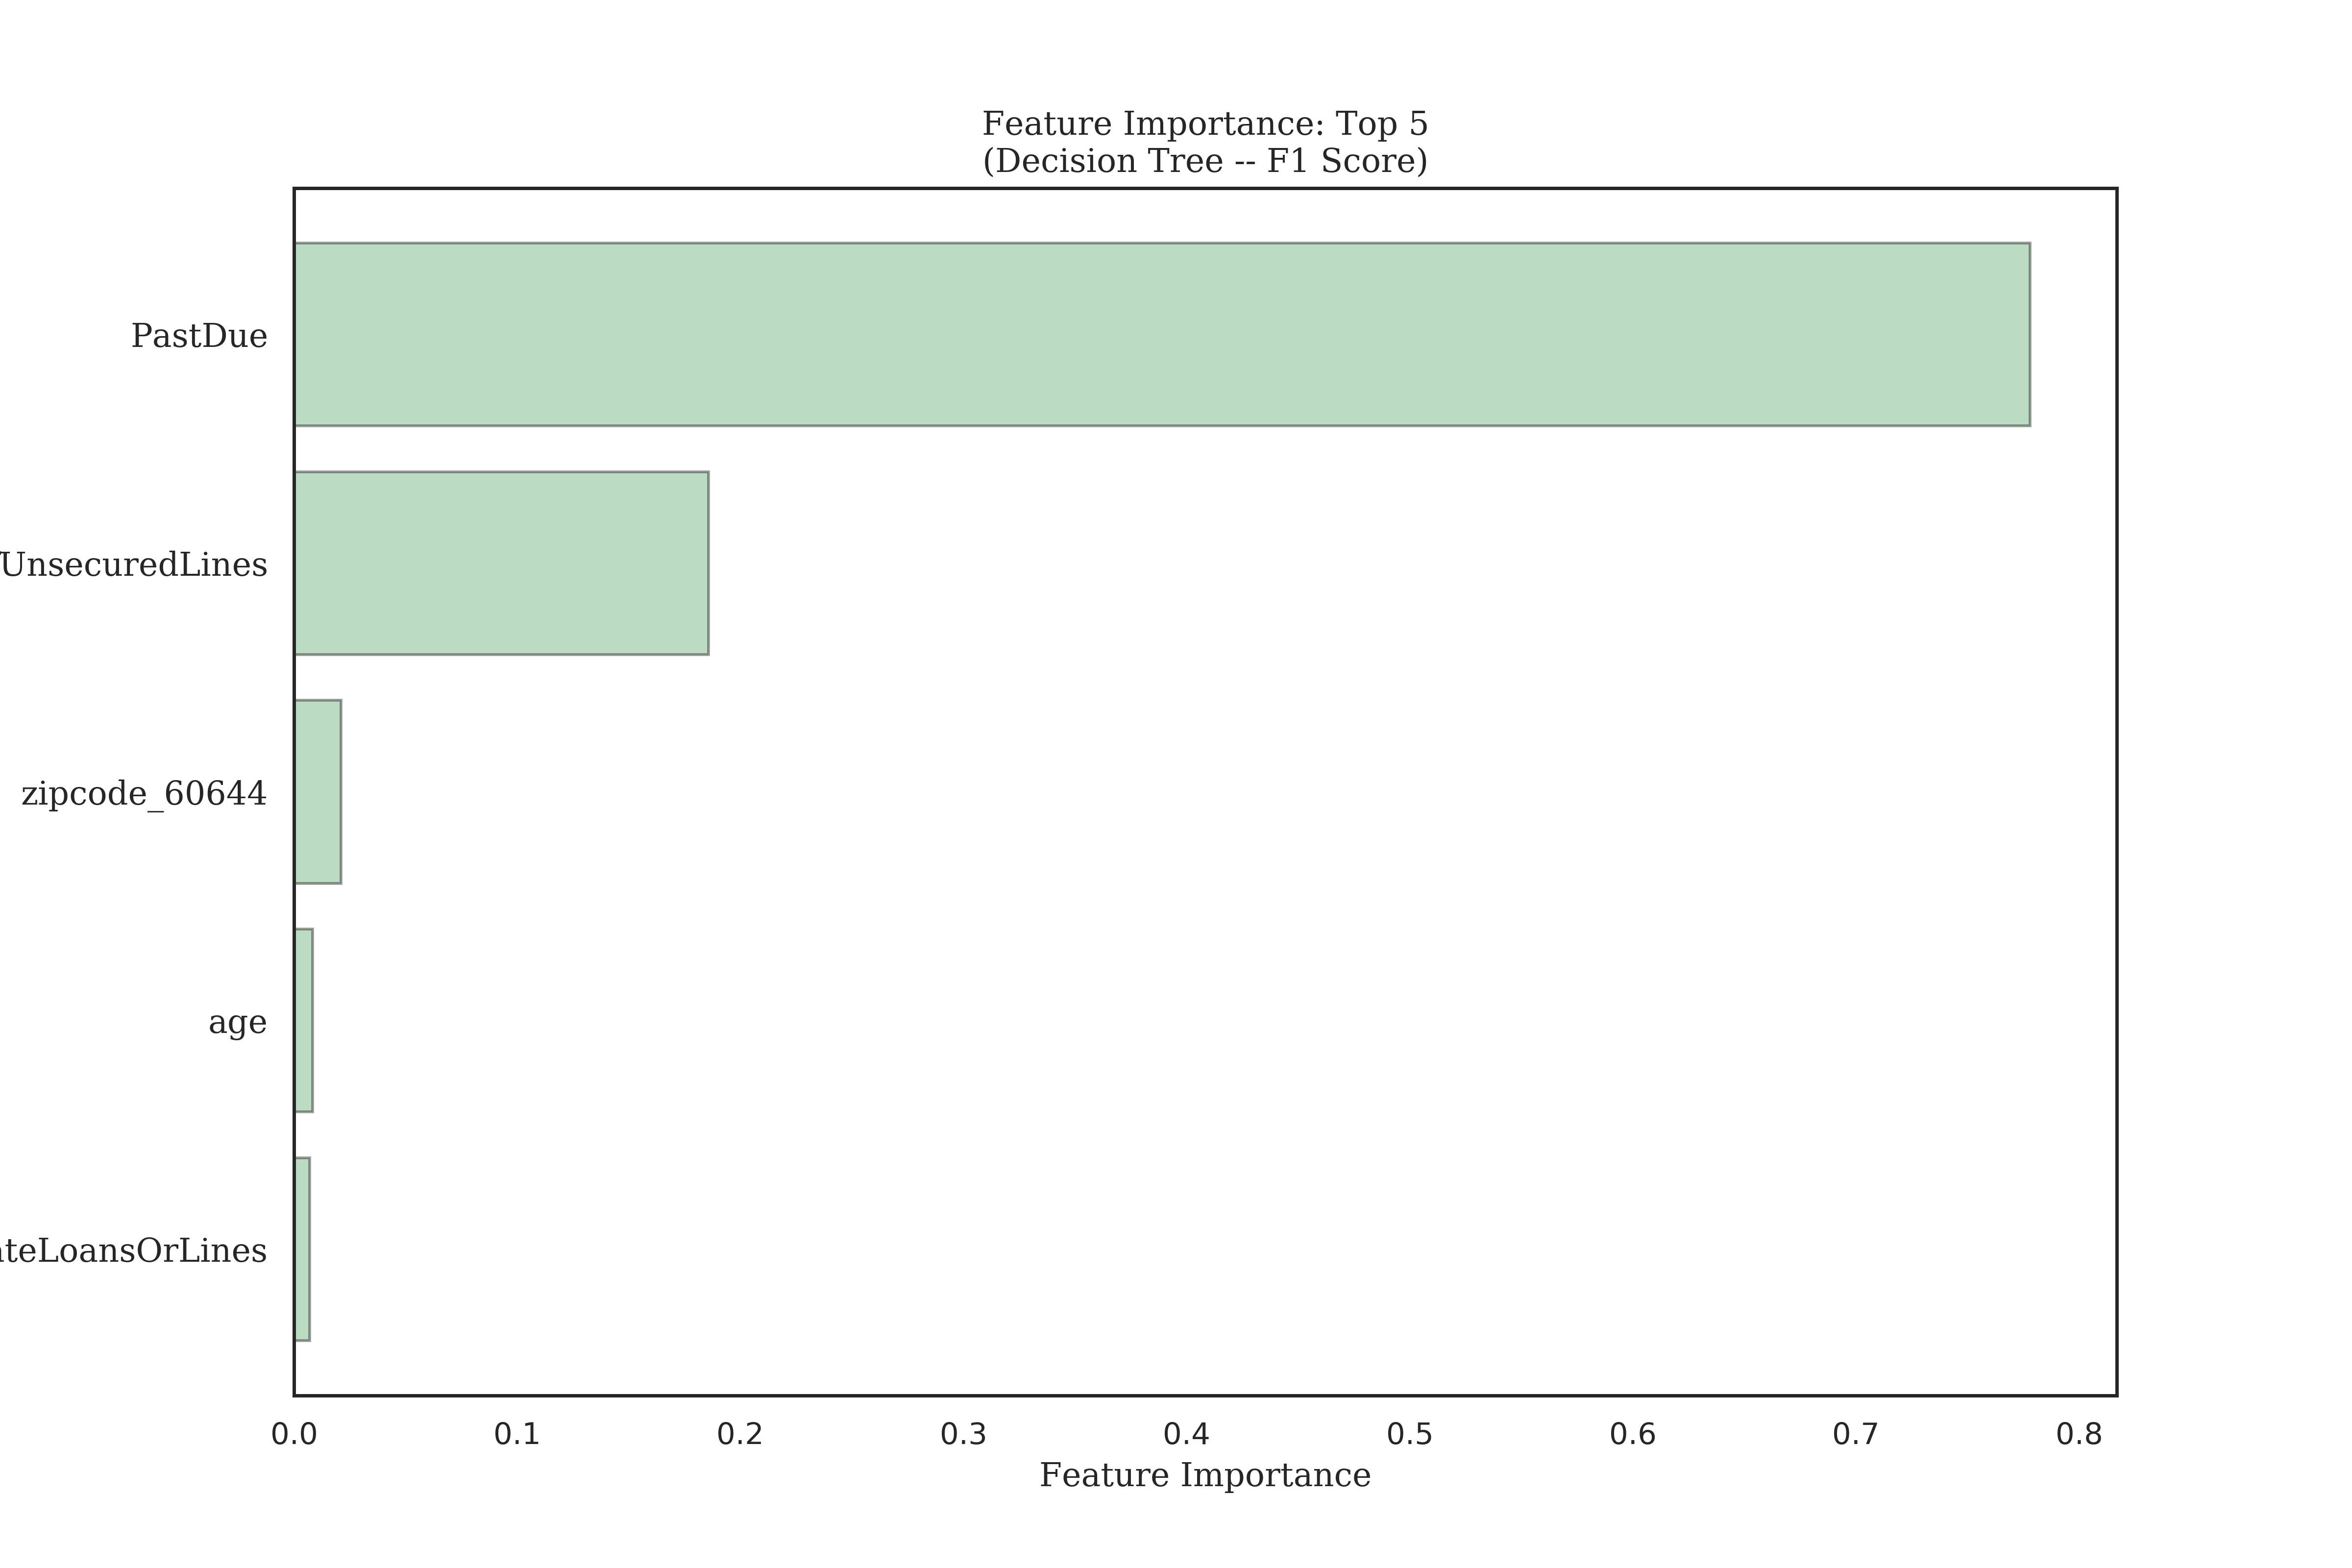 Feature Importance: Top 5
(Decision Tree -- F1 Score)
PastDue
UnsecuredLines
zipcode_60644
age
teLoansOrLines
0.0 0.1 0.2 0.3 0.4 0.5 0.6 0.7 0.8
Feature Importance